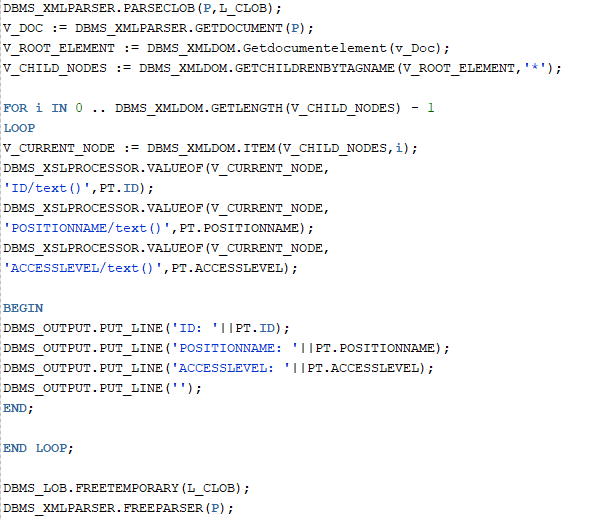 DBMS_XMLPARSER.PARSECLOB(P,L_CLOB);
V_DOC := DBMS_XMLPARSER.GETDOCUMENT(P);
V_ROOT_ELEMENT := DBMS_XMLDOM.Getdocumentelement(v_Doc);
V_CHILD_NODES := DBMS_XMLDOM.GETCHILDRENBYTAGNAME(V_ROOT_ELEMENT,'*');
FOR i IN 0 .. DBMS_XMLDOM.GETLENGTH(V_CHILD_NODES) - 1
LOOP
V_CURRENT_NODE := DBMS_XMLDOM.ITEM(V_CHILD_NODES,i);
DBMS_XSLPROCESSOR.VALUEOF(V_CURRENT_NODE,
'ID/text()',PT.ID);
DBMS_XSLPROCESSOR.VALUEOF(V_CURRENT_NODE,
'POSITIONNAME/text()',PT.POSITIONNAME);
DBMS_XSLPROCESSOR.VALUEOF(V_CURRENT_NODE,
'ACCESSLEVEL/text()',PT.ACCESSLEVEL);
BEGIN
DBMS_OUTPUT.PUT_LINE('ID: '||PT.ID);
DBMS_OUTPUT.PUT_LINE('POSITIONNAME: '||PT.POSITIONNAME);
DBMS_OUTPUT.PUT_LINE('ACCESSLEVEL: '||PT.ACCESSLEVEL);
DBMS_OUTPUT.PUT_LINE('');
END;
END LOOP;
DBMS_LOB.FREETEMPORARY(L_CLOB);
DBMS_XMLPARSER.FREEPARSER(P);